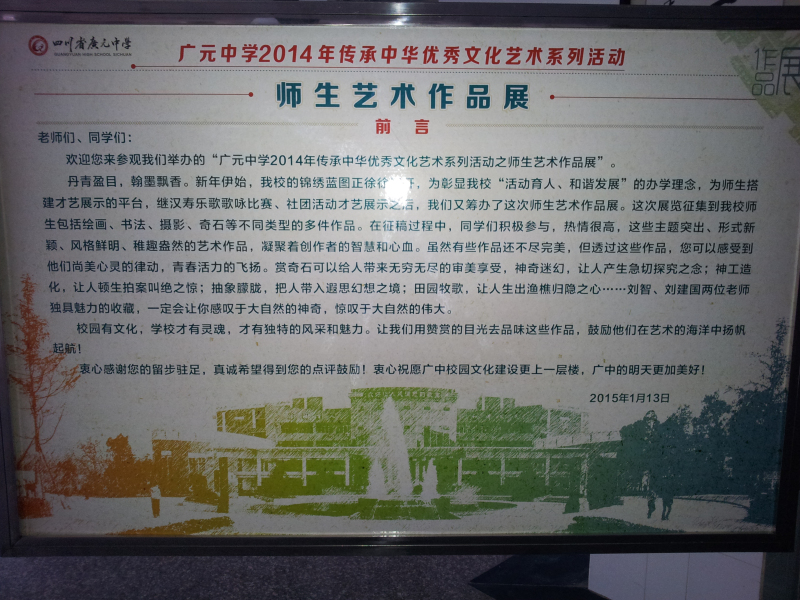 四川省广元中学
GUANGYUAN HIGH SCHOOL SICHUAN
广元中学2014年传承中华优秀文化艺术系列活动
作品展
师生艺术作品展
前 言
老师们、同学们：
欢迎您来参观我们举办的“广元中学2014年传承中华优秀文化艺术系列活动之师生艺术作品展”。
丹青盈目，翰墨飘香。新年伊始，我校的锦绣蓝图正徐徐 开，为彰显我校“活动育人、和谐发展”的办学理念，为师生搭
建才艺展示的平台，继汉寿乐歌歌咏比赛、社团活动才艺展示之后，我们又筹办了这次师生艺术作品展。这次展览征集到我校师
生包括绘画、书法、摄影、奇石等不同类型的多件作品。在征稿过程中，同学们积极参与，热情很高，这些主题突出、形式新
颖、风格鲜明、稚趣盎然的艺术作品，凝聚着创作者的智慧和心血。虽然有些作品还不尽完美，但透过这些作品，您可以感受到
他们尚美心灵的律动，青春活力的飞扬。赏奇石可以给人带来无穷无尽的审美享受，神奇迷幻，让人产生急切探究之念；神工造
化，让人顿生拍案叫绝之惊；抽象朦胧，把人带入遐思幻想之境；田园牧歌，让人生出渔樵归隐之心……刘智、刘建国两位老师
独具魅力的收藏，一定会让你感叹于大自然的神奇，惊叹于大自然的伟大。
校园有文化，学校才有灵魂，才有独特的风采和魅力。让我们用赞赏的目光去品味这些作品，鼓励他们在艺术的海洋中扬帆
起航！
衷心感谢您的留步驻足，真诚希望得到您的点评鼓励！衷心祝愿广中校园文化建设更上一层楼，广中的明天更加美好！
2015年1月13日